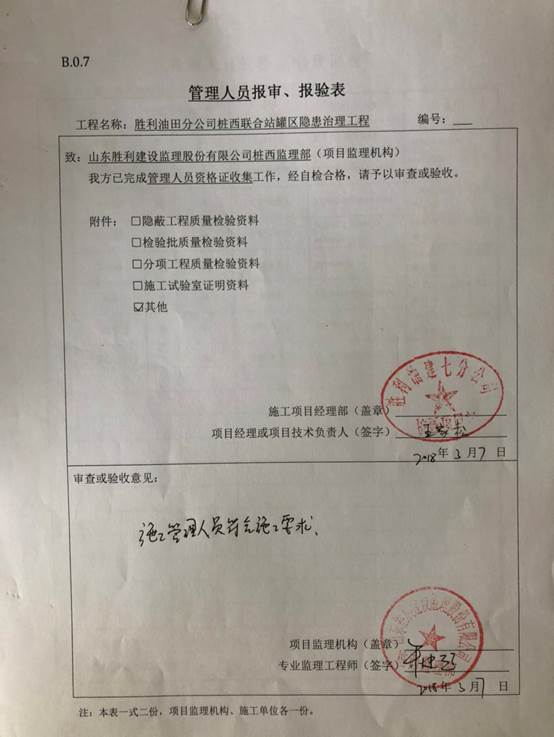 B.0.7
管理人员报审、报验表
工程名称：胜利油田分公司桩西联合站罐区隐患治理工程 编号：
致：山东胜利建设监理股份有限公司桩西监理部（项目监理机构）
我方已完成管理人员资格证收集工作，经自检合格，请予以审查或验收。
附件：□隐蔽工程质量检验资料
□检验批质量检验资料
□分项工程质量检验资料
□施工试验室证明资料
☑其他
胜利油建七分公司
施工项目经理部（盖章）
项目经理或项目技术负责人（签字）
2018年3月7日
审查或验收意见：
施工管理人员符合施工要求、
项目监理机构（盖章）
专业监理工程师（签字）
2018年3月7日
注：本表一式二份，项目监理机构、施工单位各一份。